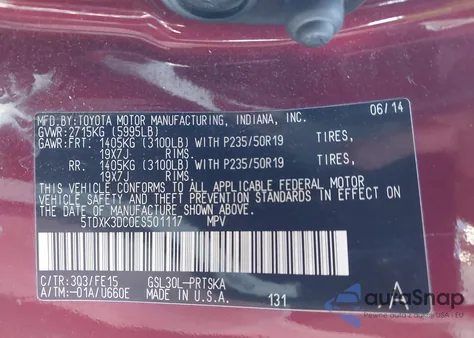 MFD.BY:TOYOTA MOTOR MANUFACTURING, INDIANA, INC. 06/14
GVWR:2715KG (5995LB)
GAWR:FRT: 1405KG (3100LB) WITH P235/50R19 TIRES,
19X7J RIMS.
RR. 1405KG (3100LB) WITH P235/50R19 TIRES,
19X7J RIMS.
THIS VEHICLE CONFORMS TO ALL APPLICABLE FEDERAL MOTOR
VEHICLE SAFETY STANDARDS IN EFFECT ON THE DATE OF
MANUFACTURE SHOWN ABOVE.
5TDXK3DC0ES501117 MPV
C/TR:3Q3/FE15 GSL30L-PRTSKA
A/TM:-01A/U660E MADE IN U.S.A. 131 A
autoSnap